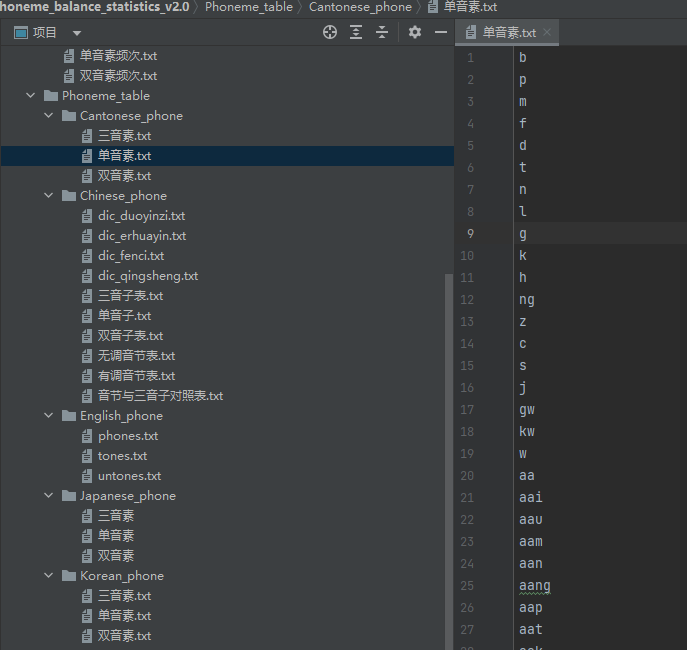 honeme_balance_statistics_v2.0 Phoneme_table Cantonese_phone 单音素.txt
项目
单音素.txt
单音素频次.txt
双音素频次.txt
Phoneme_table
Cantonese_phone
三音素.txt
单音素.txt
双音素.txt
Chinese_phone
dic_duoyinzi.txt
dic_erhuayin.txt
dic_fenci.txt
dic_qingsheng.txt
三音子表.txt
单音子.txt
双音子表.txt
无调音节表.txt
有调音节表.txt
音节与三音子对照表.txt
English_phone
phones.txt
tones.txt
untones.txt
Japanese_phone
三音素
单音素
双音素
Korean_phone
三音素.txt
单音素.txt
双音素.txt
1 b
2 p
3 m
4 f
5 d
6 t
7 n
8 l
9 g
10 k
11 h
12 ng
13 z
14 c
15 s
16 j
17 gw
18 kw
19 w
20 aa
21 aai
22 aau
23 aam
24 aan
25 aang
26 aap
27 aat